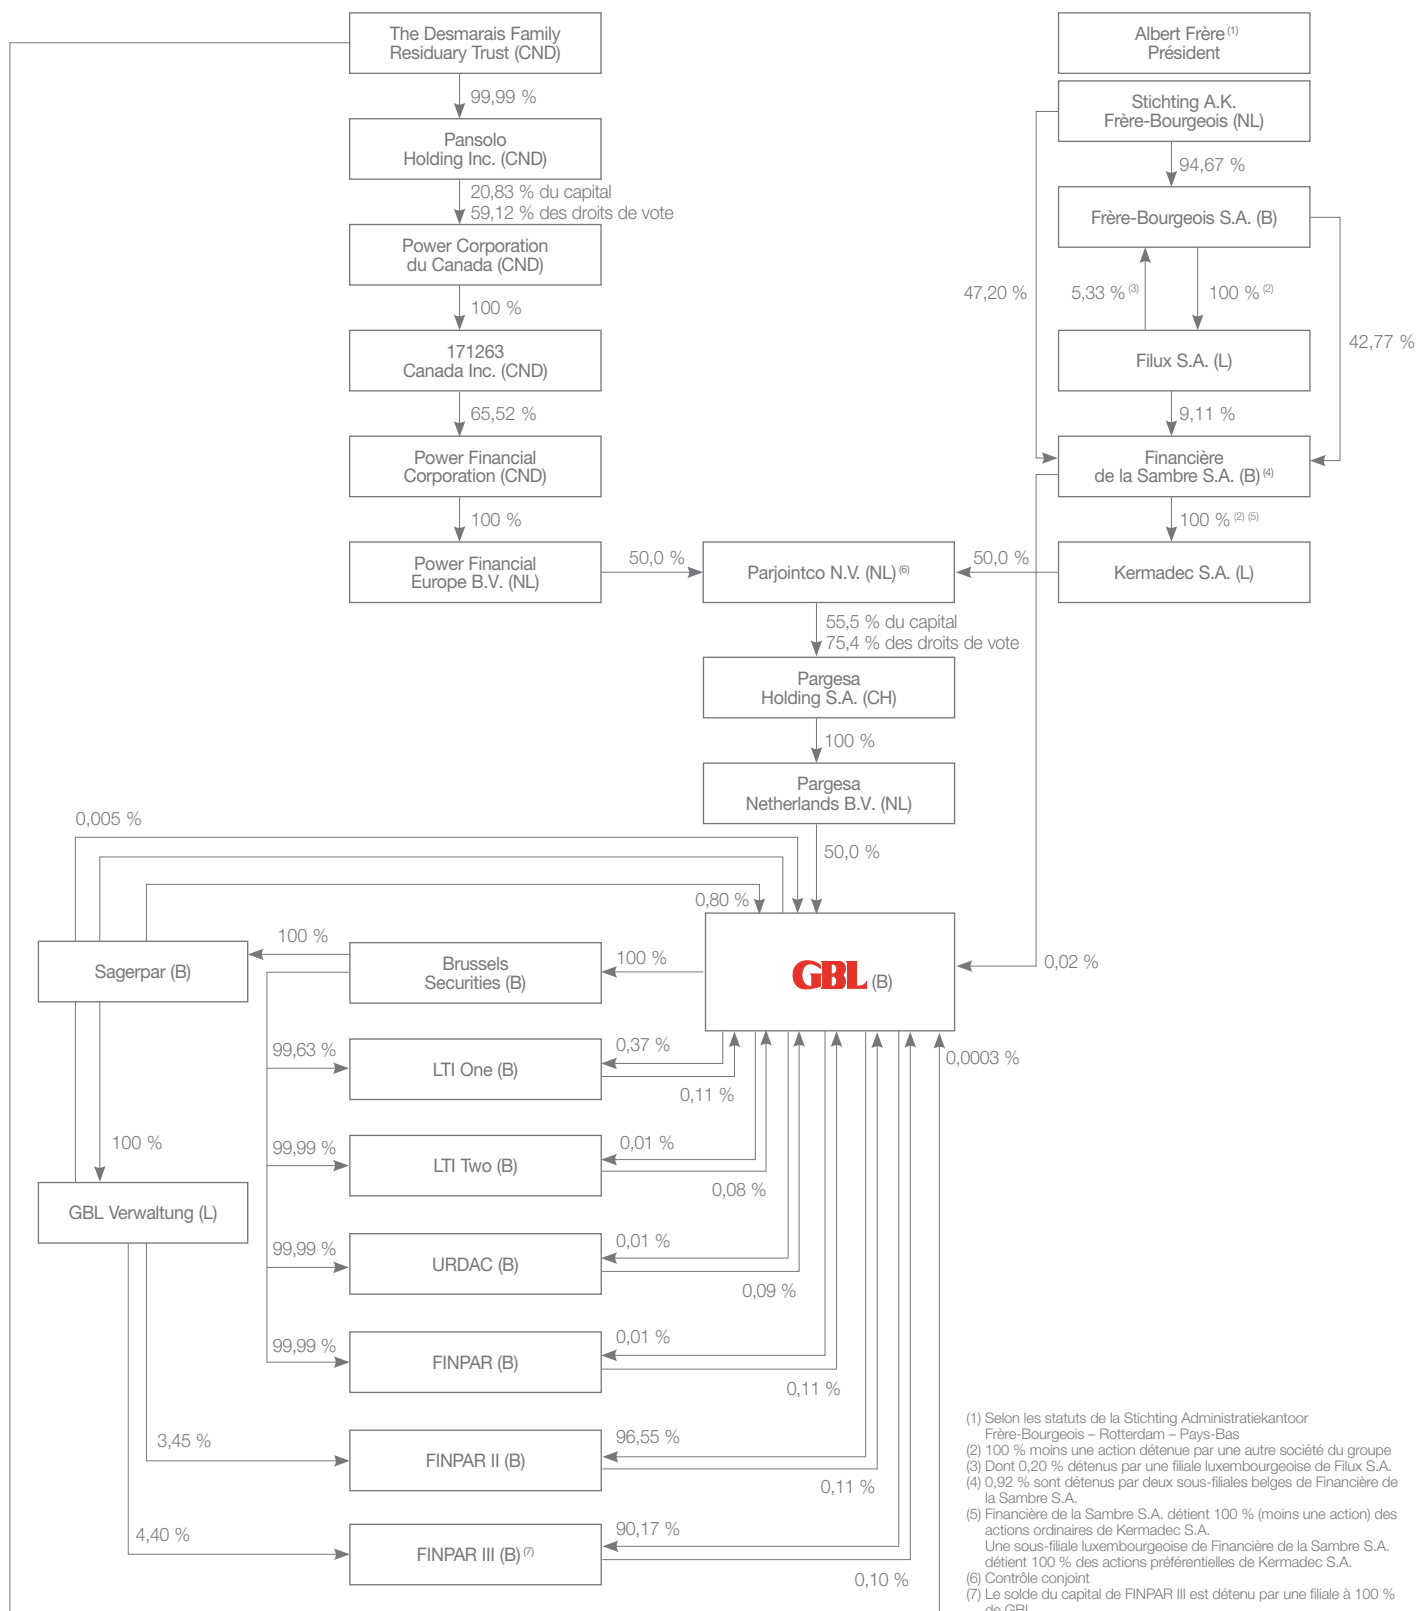 The Desmarais Family
Residuary Trust (CND)
99,99 %
Pansolo
Holding Inc. (CND)
20,83 % du capital
59,12 % des droits de vote
Power Corporation
du Canada (CND)
100 %
171263
Canada Inc. (CND)
65,52 %
Power Financial
Corporation (CND)
100 %
Power Financial
Europe B.V. (NL)
50,0 %
Albert Frère (1)
Président
Stichting A.K.
Frère-Bourgeois (NL)
94,67 %
Frère-Bourgeois S.A. (B)
47,20 %
5,33 % (3)
100 % (2)
42,77 %
Filux S.A. (L)
9,11 %
Financière
de la Sambre S.A. (B) (4)
100 % (2) (5)
Kermadec S.A. (L)
50,0 %
Parjointco N.V. (NL) (6)
55,5 % du capital
75,4 % des droits de vote
Pargesa
Holding S.A. (CH)
100 %
Pargesa
Netherlands B.V. (NL)
50,0 %
0,005 %
0,80 %
GBL (B)
0,02 %
0,0003 %
100 %
Brussels
Securities (B)
100 %
Sagerpar (B)
100 %
GBL Verwaltung (L)
99,63 %
LTI One (B)
0,37 %
0,11 %
99,99 %
LTI Two (B)
0,01 %
0,08 %
99,99 %
URDAC (B)
0,01 %
0,09 %
99,99 %
FINPAR (B)
0,01 %
0,11 %
3,45 %
FINPAR II (B)
96,55 %
0,11 %
4,40 %
FINPAR III (B) (7)
90,17 %
0,10 %
(1) Selon les statuts de la Stichting Administratiekantoor
Frère-Bourgeois – Rotterdam – Pays-Bas
(2) 100 % moins une action détenue par une autre société du groupe
(3) Dont 0,20 % détenus par une filiale luxembourgeoise de Filux S.A.
(4) 0,92 % sont détenus par deux sous-filiales belges de Financière de
la Sambre S.A.
(5) Financière de la Sambre S.A. détient 100 % (moins une action) des
actions ordinaires de Kermadec S.A.
Une sous-filiale luxembourgeoise de Financière de la Sambre S.A.
détient 100 % des actions préférentielles de Kermadec S.A.
(6) Contrôle conjoint
(7) Le solde du capital de FINPAR III est détenu par une filiale à 100 %
de GBL